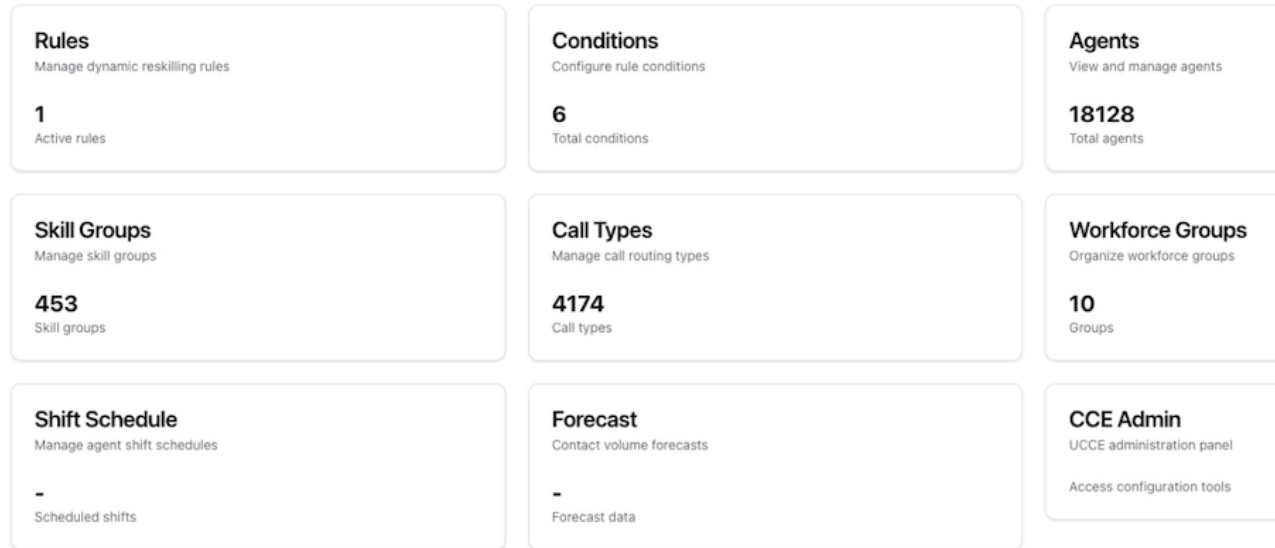 Rules
Manage dynamic reskilling rules
1
Active rules
Conditions
Configure rule conditions
6
Total conditions
Agents
View and manage agents
18128
Total agents
Skill Groups
Manage skill groups
453
Skill groups
Call Types
Manage call routing types
4174
Call types
Workforce Groups
Organize workforce groups
10
Groups
Shift Schedule
Manage agent shift schedules
-
Scheduled shifts
Forecast
Contact volume forecasts
-
Forecast data
CCE Admin
UCCE administration panel
Access configuration tools